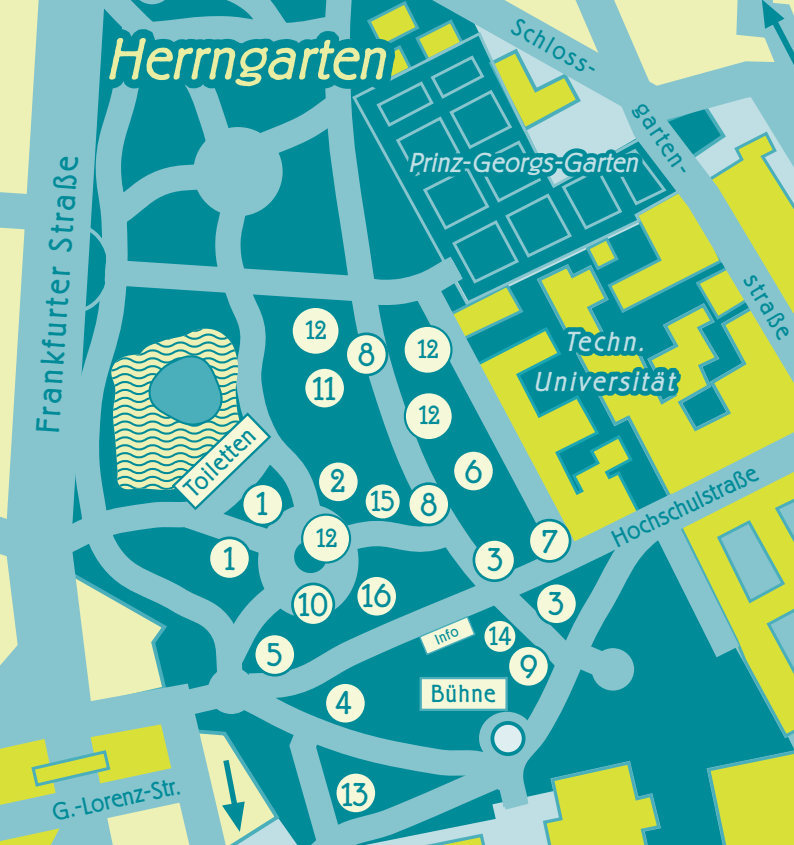 Herrngarten
Schloss-
garten-
straße
Prinz-Georgs-Garten
Frankfurter Straße
Techn.
Universität
12
8
12
11
12
Toiletten
6
2
15
8
1
12
7
Hochschulstraße
1
3
10
16
3
Info
14
5
9
4
Bühne
13
G.-Lorenz-Str.